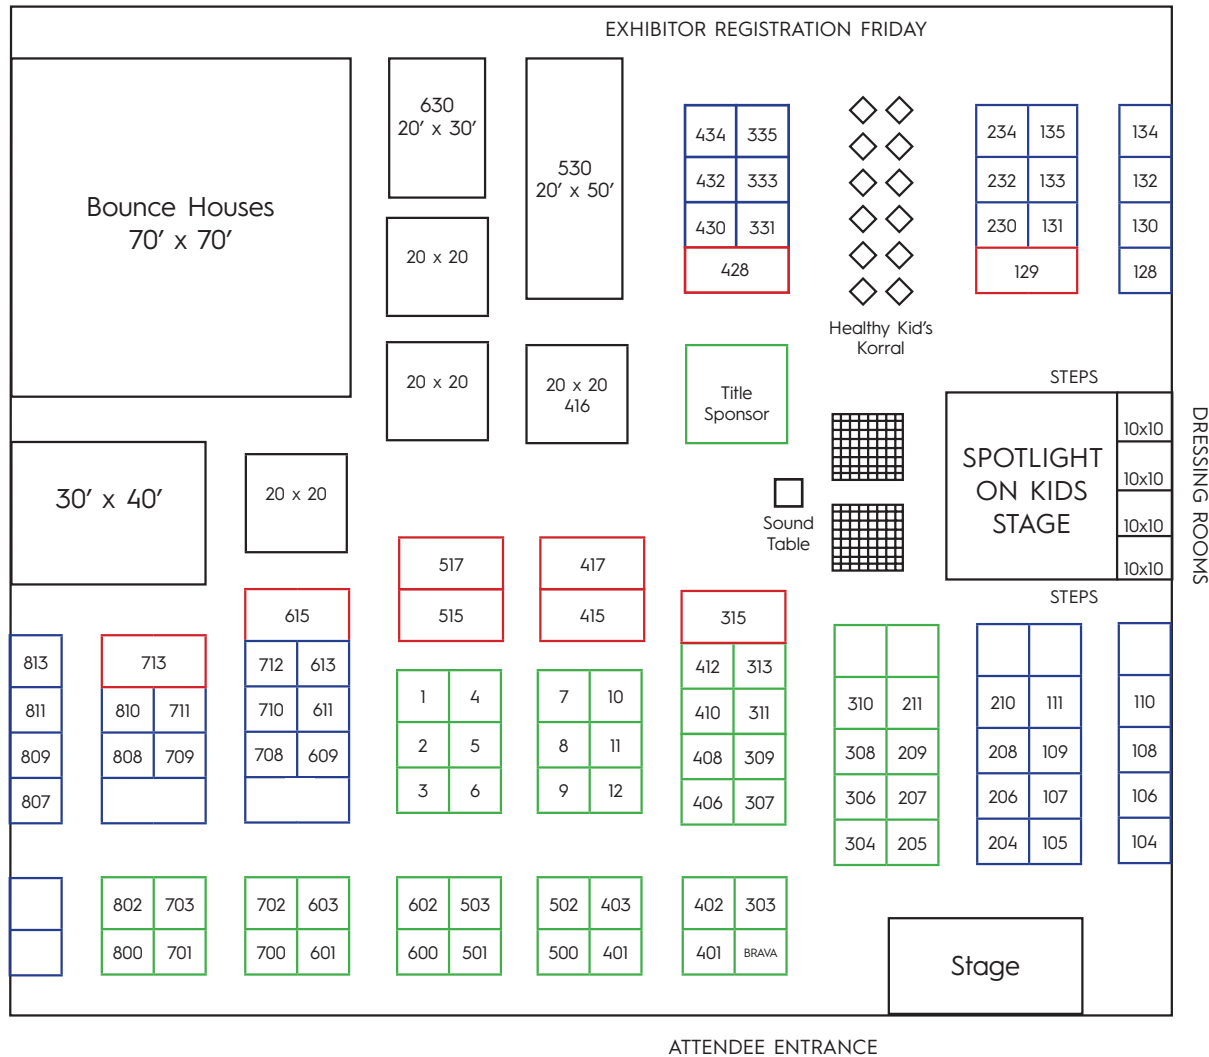 EXHIBITOR REGISTRATION FRIDAY
Bounce Houses
70′ x 70′
630
20′ x 30′
530
20′ x 50′
20 x 20
434 335
432 333
430 331
428
Healthy Kid's
Korral
234 135
232 133
230 131
129
134
132
130
128
20 x 20
20 x 20
416
Title
Sponsor
STEPS
SPOTLIGHT
ON KIDS
STAGE
10x10
10x10
10x10
10x10
DRESSING ROOMS
STEPS
30′ x 40′
20 x 20
Sound
Table
517
515
417
415
615
315
813
811
809
807
713
810 711
808 709
712 613
710 611
708 609
1 4
2 5
3 6
7 10
8 11
9 12
412 313
410 311
408 309
406 307
310 211
308 209
306 207
304 205
210 111
208 109
206 107
204 105
110
108
106
104
802 703
800 701
702 603
700 601
602 503
600 501
502 403
500 401
402 303
401 BRAVA
Stage
ATTENDEE ENTRANCE